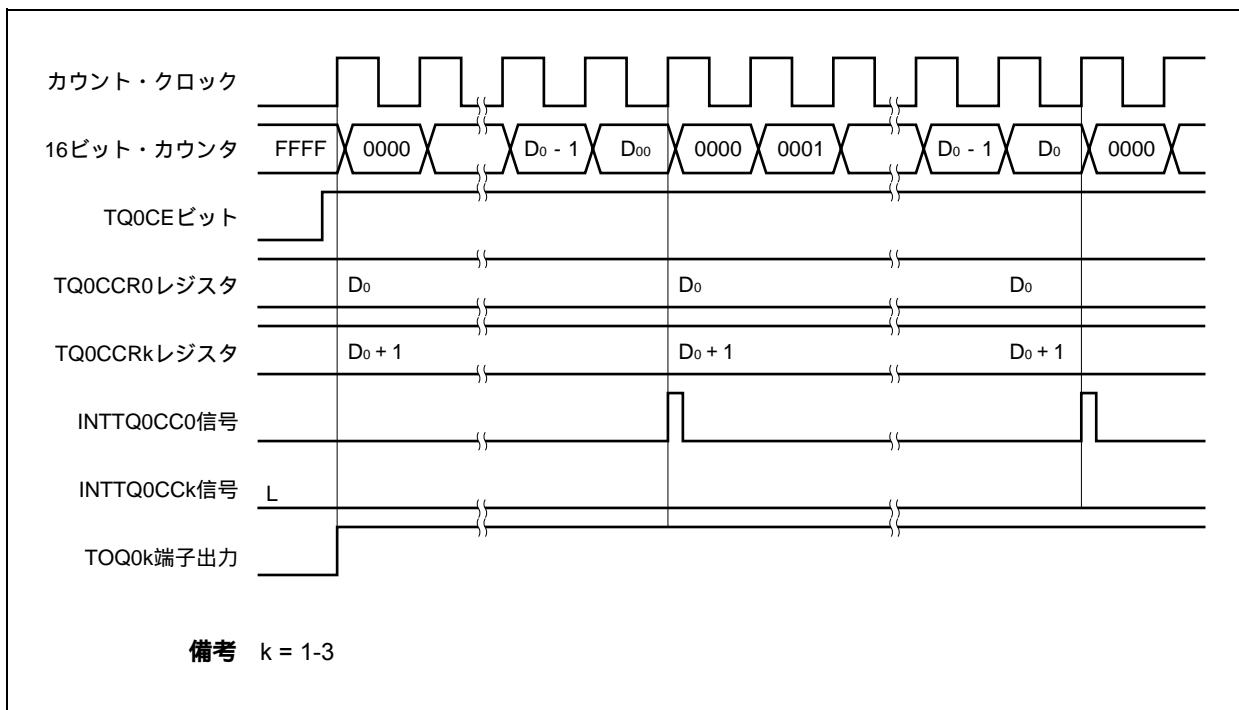 カウント・クロック
16ビット・カウンタ FFFF 0000 D0 - 1 D00 0000 0001 D0 - 1 D0 0000
TQ0CEビット
TQ0CCR0レジスタ D0 D0 D0
TQ0CCRkレジスタ D0 + 1 D0 + 1 D0 + 1
INTTQ0CC0信号
INTTQ0CCk信号 L
TOQ0k端子出力
備考 k = 1-3